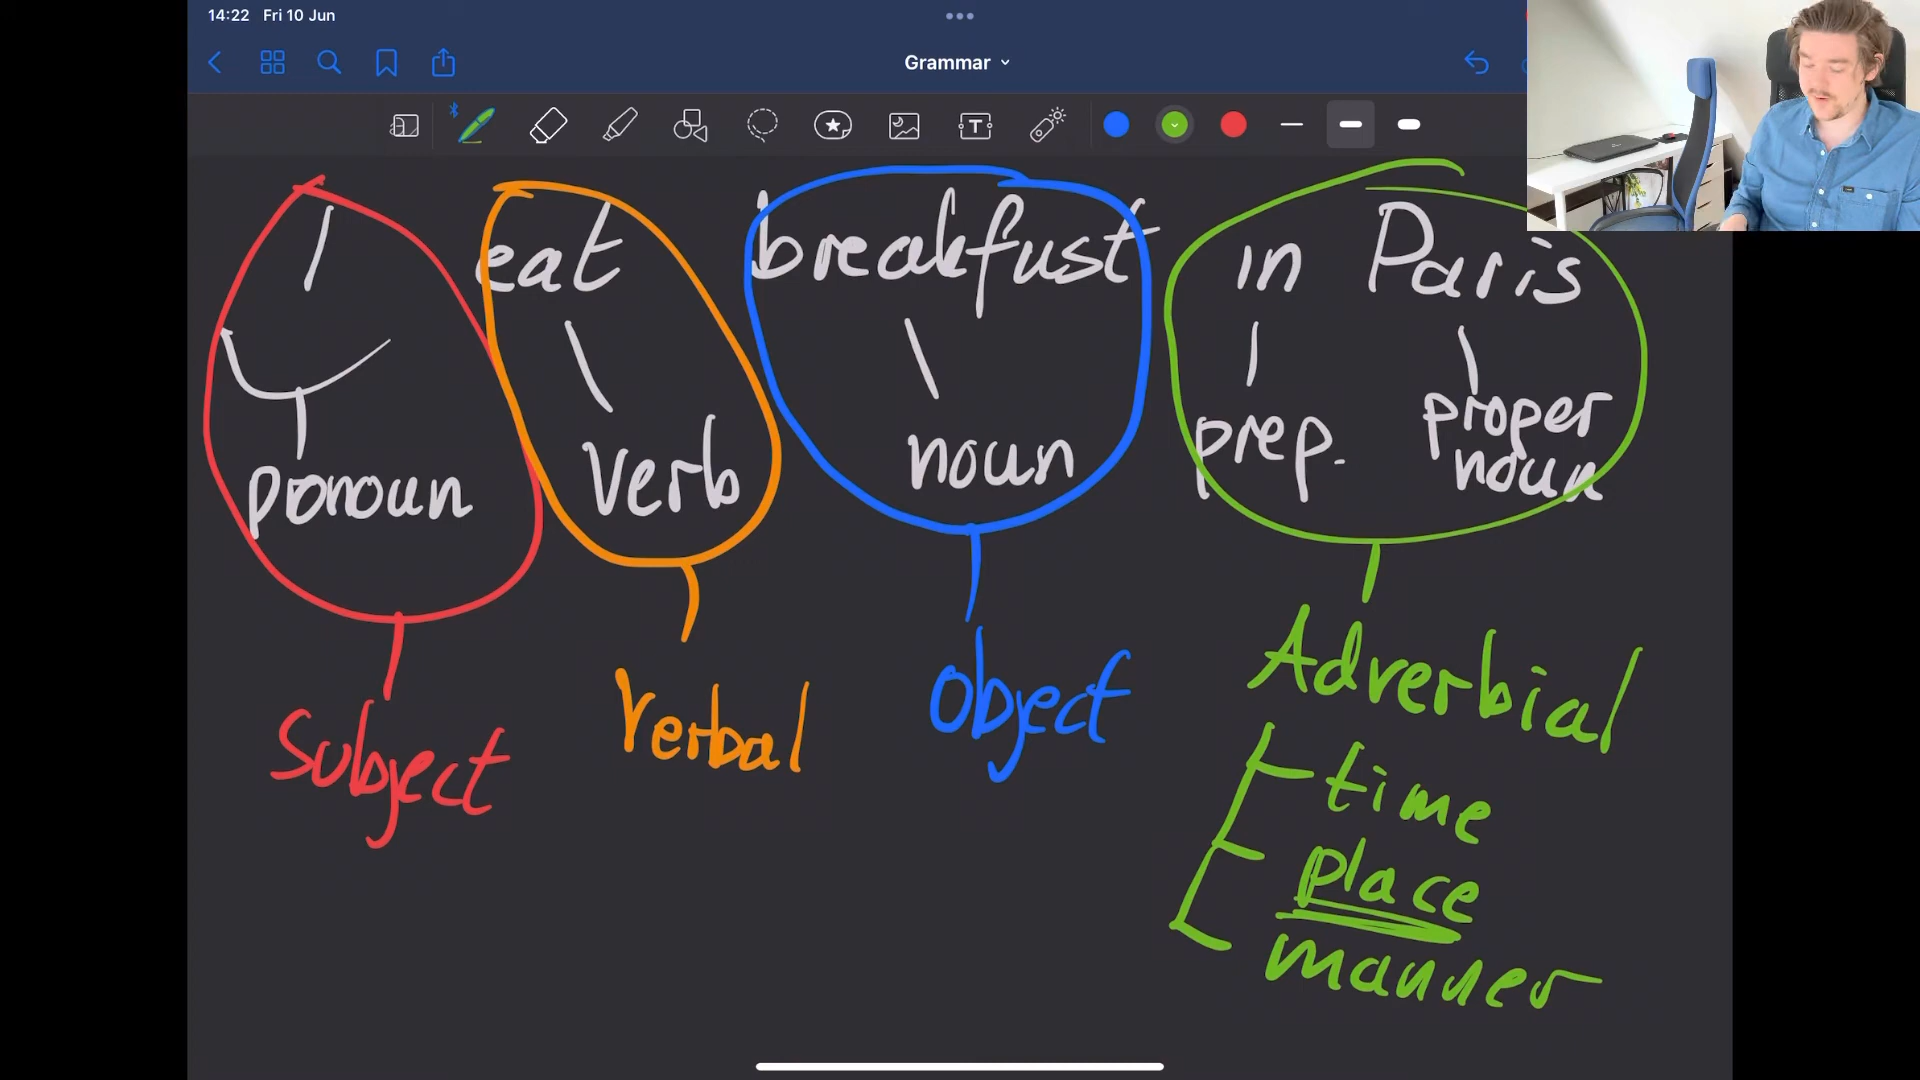 14:22 Fri 10 Jun
Grammar
I eat breakfust in Paris
pronoun verb noun prep. proper
noun
Subject Verbal Object Adverbial
time
place
manner